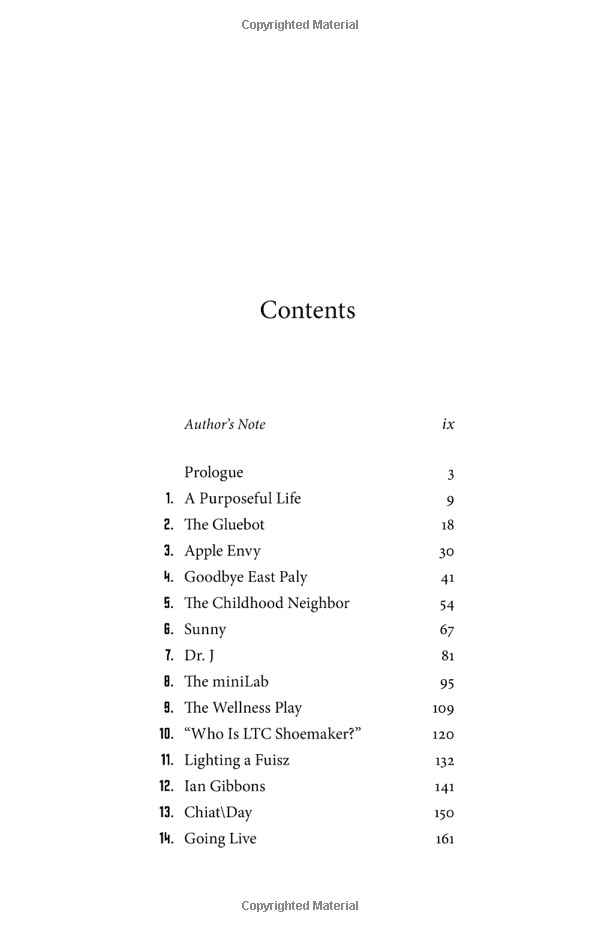 Copyrighted Material
Contents
Author's Note ix
Prologue 3
1. A Purposeful Life 9
2. The Gluebot 18
3. Apple Envy 30
4. Goodbye East Paly 41
5. The Childhood Neighbor 54
6. Sunny 67
7. Dr. J 81
8. The miniLab 95
9. The Wellness Play 109
10. “Who Is LTC Shoemaker?” 120
11. Lighting a Fuisz 132
12. Ian Gibbons 141
13. Chiat\Day 150
14. Going Live 161
Copyrighted Material